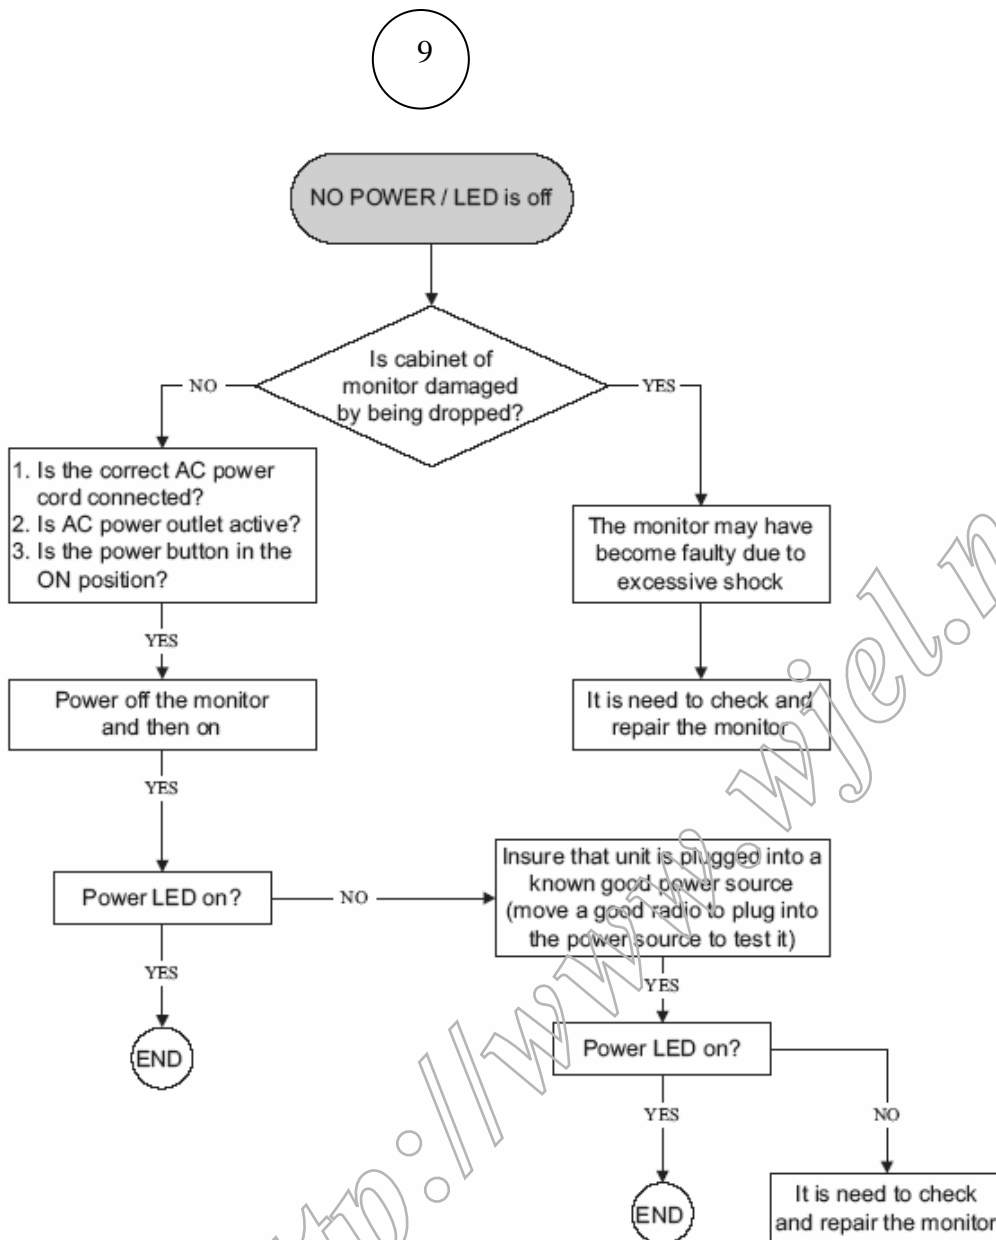 9
NO POWER / LED is off
Is cabinet of
monitor damaged
by being dropped?
NO
YES
1. Is the correct AC power
cord connected?
2. Is AC power outlet active?
3. Is the power button in the
ON position?
The monitor may have
become faulty due to
excessive shock
YES
Power off the monitor
and then on
It is need to check and
repair the monitor
YES
Power LED on?
NO
Insure that unit is plugged into a
known good power source
(move a good radio to plug into
the power source to test it)
YES
END
YES
Power LED on?
YES
END
NO
It is need to check
and repair the monitor
tp://www.wjel.n